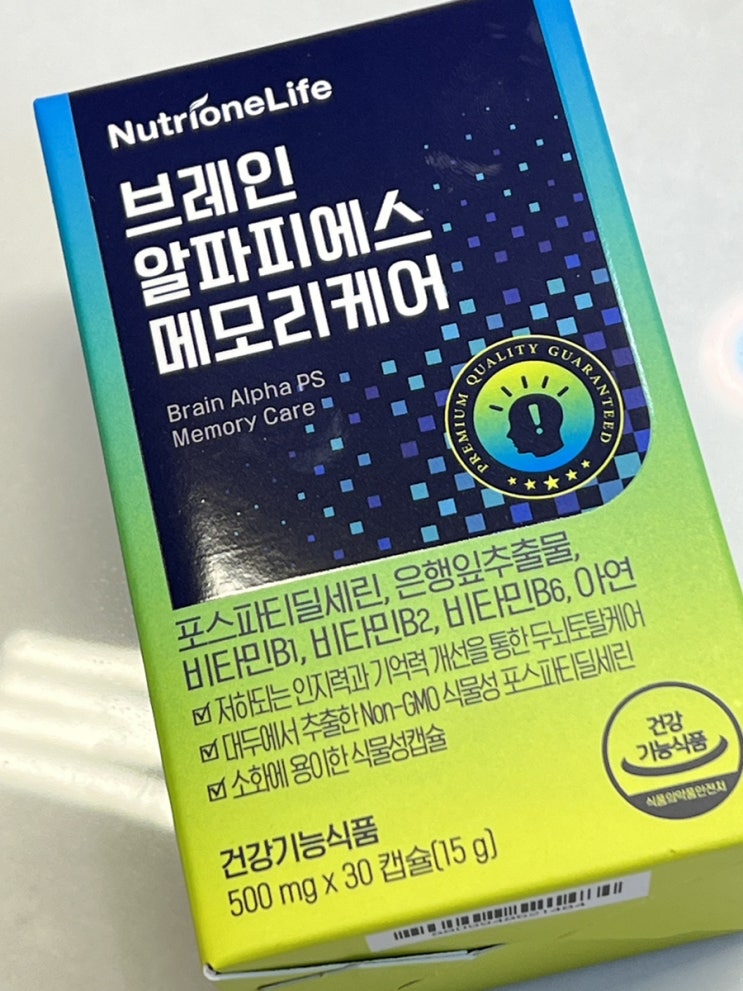 NutrioneLife
브레인
알파피에스
메모리케어
Brain Alpha PS
Memory Care
PREMIUM QUALITY GUARANTEED
포스파티딜세린, 은행잎추출물,
비타민B1, 비타민B2, 비타민B6, 아연
저하되는 인지력과 기억력 개선을 통한 두뇌토탈케어
대두에서 추출한 Non-GMO 식물성 포스파티딜세린
소화에 용이한 식물성캡슐
건강
기능식품
식품의약품안전처
건강기능식품
500 mg x 30 캡슐(15 g)